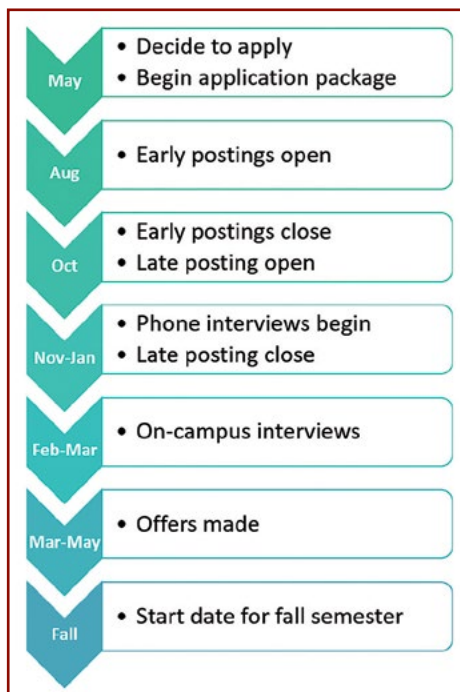 May
• Decide to apply
• Begin application package
Aug
• Early postings open
Oct
• Early postings close
• Late posting open
Nov-Jan
• Phone interviews begin
• Late posting close
Feb-Mar
• On-campus interviews
Mar-May
• Offers made
Fall
• Start date for fall semester